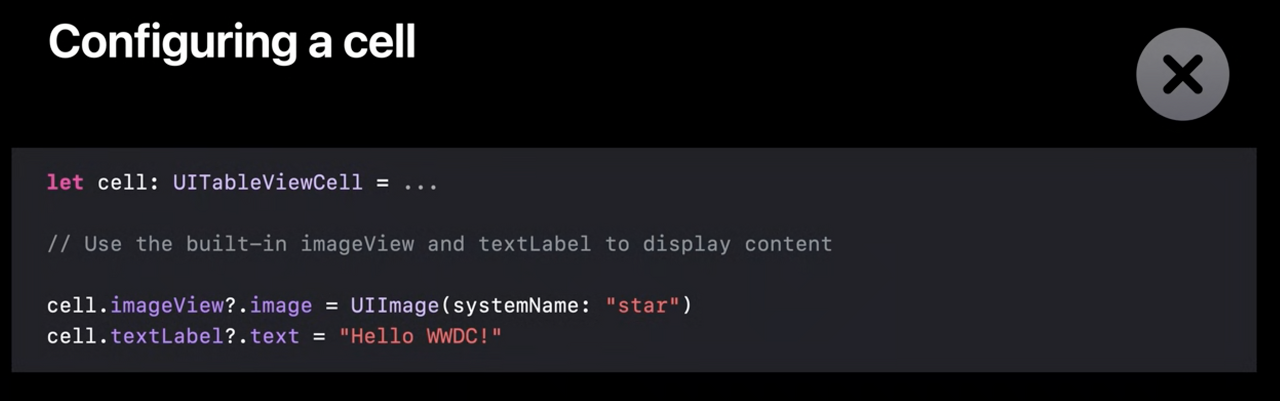 Configuring a cell
let cell: UITableViewCell = ...
// Use the built-in imageView and textLabel to display content
cell.imageView?.image = UIImage(systemName: "star")
cell.textLabel?.text = "Hello WWDC!"